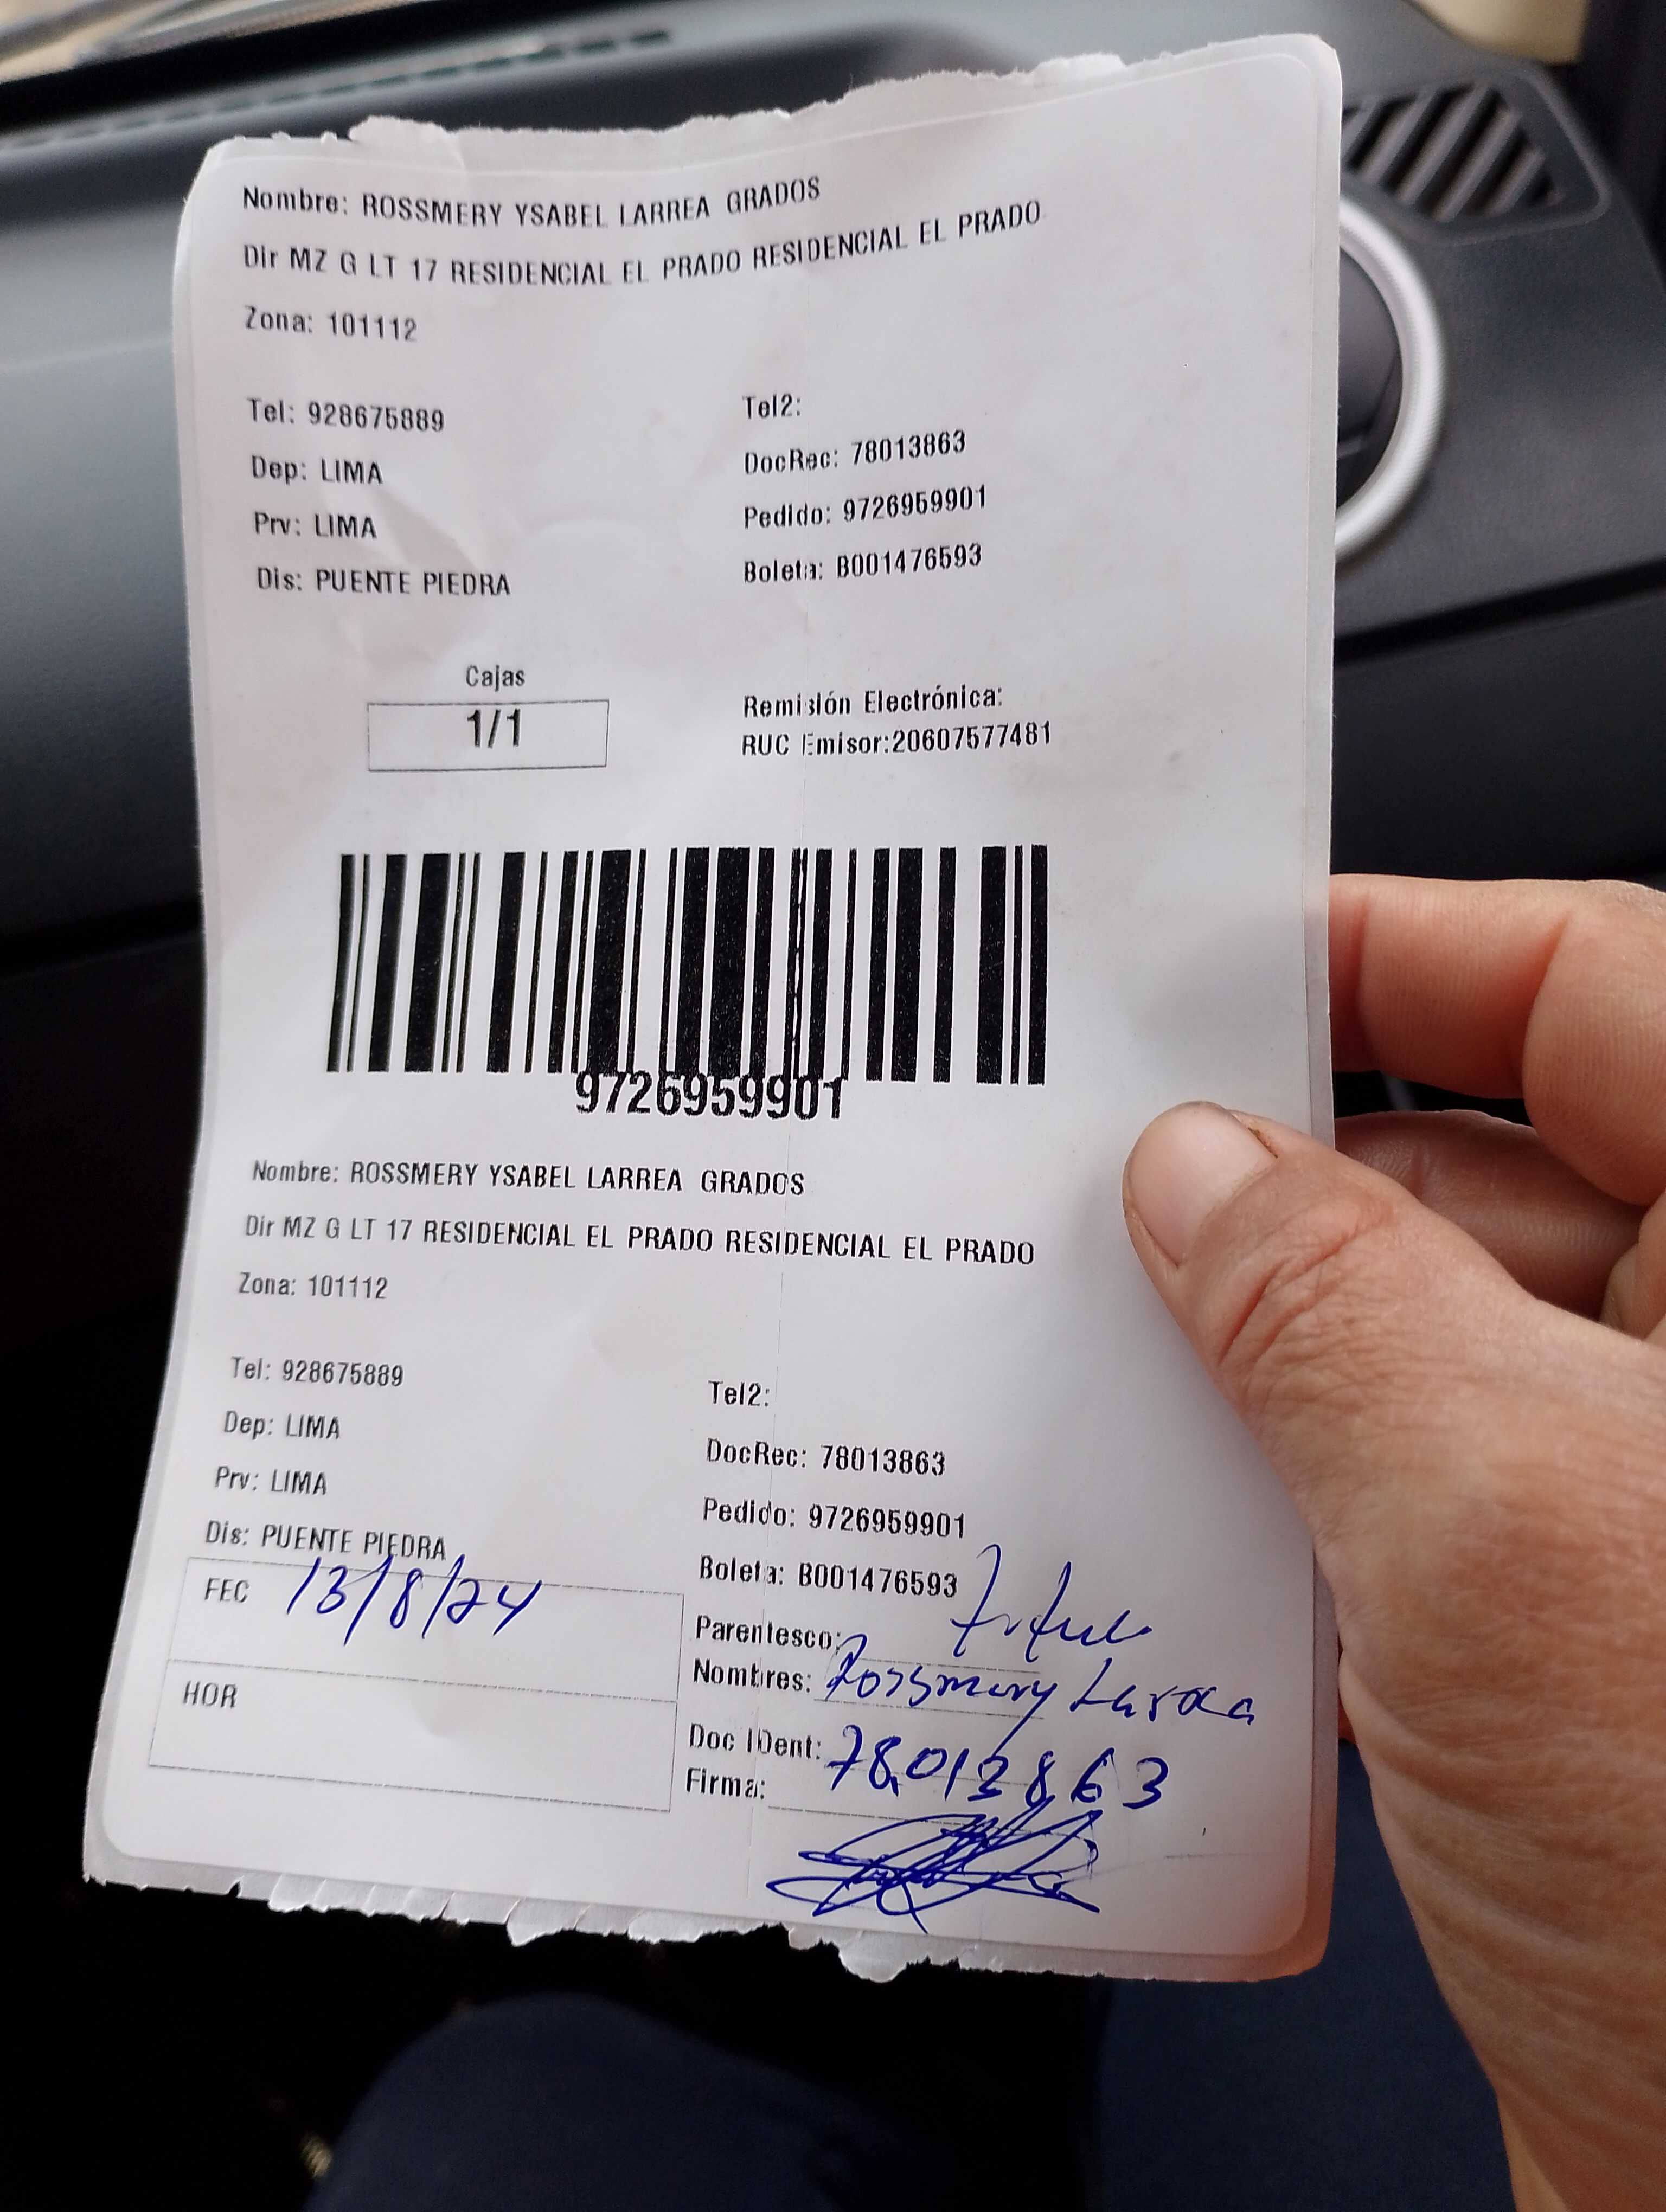 Nombre: ROSSMERY YSABEL LARREA GRADOS
Dir MZ G LT 17 RESIDENCIAL EL PRADO RESIDENCIAL EL PRADO
Zona: 101112
Tel: 928675889
Tel2:
Dep: LIMA
DocRec: 78013863
Prv: LIMA
Pedido: 9726959901
Dis: PUENTE PIEDRA
Boleta: B001476593
Cajas
1/1
Remisión Electrónica:
RUC Emisor:20607577481
9726959901
Nombre: ROSSMERY YSABEL LARREA GRADOS
Dir MZ G LT 17 RESIDENCIAL EL PRADO RESIDENCIAL EL PRADO
Zona: 101112
Tel: 928675889
Tel2:
Dep: LIMA
DocRec: 78013863
Prv: LIMA
Pedido: 9726959901
Dis: PUENTE PIEDRA
Boleta: B001476593
FEC 13/8/24
Parentesco:
Nombres: Rossmery Larrea
HOR
Doc IDent: 78013863
Firma: